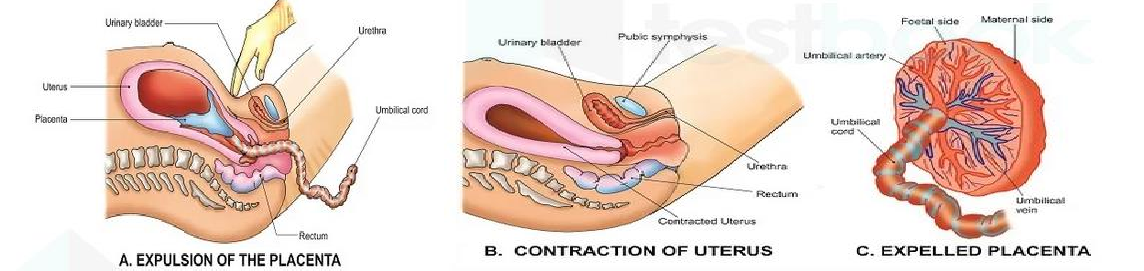 Urinary bladder
Urethra
Uterus
Placenta
Umbilical cord
Rectum
A. EXPULSION OF THE PLACENTA
Urinary bladder
Pubic symphysis
Urethra
Rectum
Contracted Uterus
B. CONTRACTION OF UTERUS
Foetal side
Maternal side
Umbilical artery
Umbilical
cord
Umbilical
vein
C. EXPELLED PLACENTA
testbook